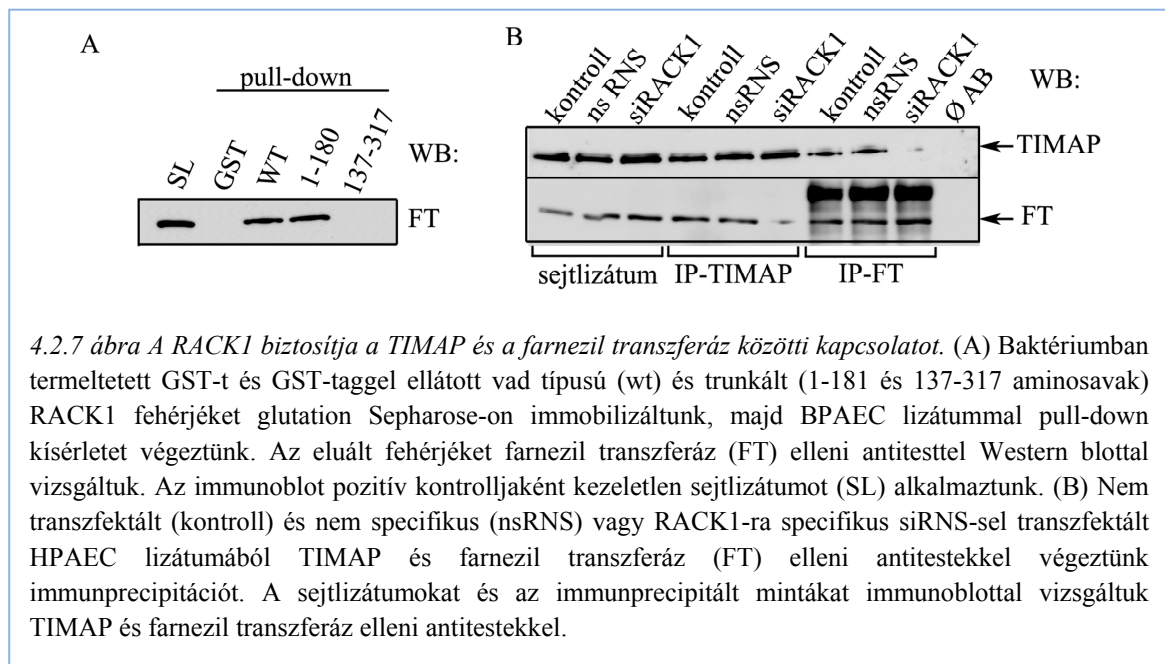 A
pull-down
SL GST WT 1-180 137-317 WB:
FT
B
kontroll ns RNS siRACK1 kontroll nsRNS siRACK1 kontroll nsRNS siRACK1 Ø AB WB:
TIMAP
FT
sejtlizátum IP-TIMAP IP-FT
4.2.7 ábra A RACK1 biztosítja a TIMAP és a farnezil transzferáz közötti kapcsolatot. (A) Baktériumban
termeltetett GST-t és GST-taggel ellátott vad típusú (wt) és trunkált (1-181 és 137-317 aminosavak)
RACK1 fehérjéket glutation Sepharose-on immobilizáltunk, majd BPAEC lizátummal pull-down
kísérletet végeztünk. Az eluált fehérjéket farnezil transzferáz (FT) elleni antitesttel Western blottal
vizsgáltuk. Az immunoblot pozitív kontrolljaként kezeletlen sejtlizátumot (SL) alkalmaztunk. (B) Nem
transzfektált (kontroll) és nem specifikus (nsRNS) vagy RACK1-ra specifikus siRNS-sel transzfektált
HPAEC lizátumából TIMAP és farnezil transzferáz (FT) elleni antitestekkel végeztünk
immunprecipitációt. A sejtlizátumokat és az immunprecipitált mintákat immunoblottal vizsgáltuk
TIMAP és farnezil transzferáz elleni antitestekkel.